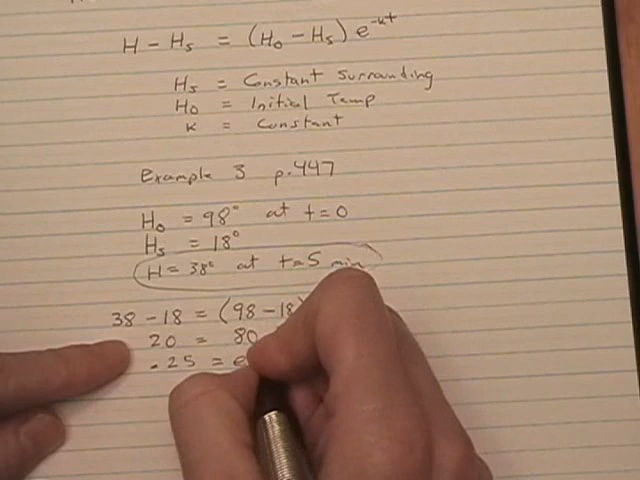 H - Hs = (Ho - Hs) e^-kt
Hs = Constant Surrounding
Ho = Initial Temp
k = Constant
Example 3 p.447
Ho = 98° at t=0
Hs = 18°
H = 38° at t=5 min
38 - 18 = (98 - 18)
20 = 80
.25 = e